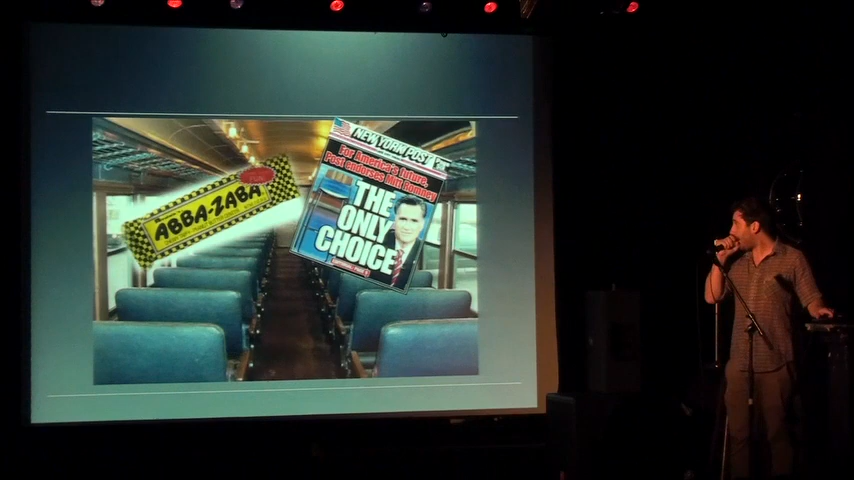 ABBA-ZABA
NEW YORK POST
For America's future,
Post endorses Mitt Romney
THE
ONLY
CHOICE